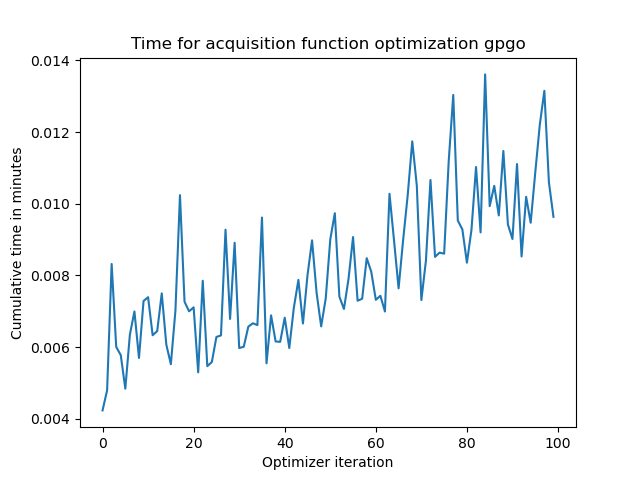 Time for acquisition function optimization gpgo
0.014
0.012
0.010
0.008
0.006
0.004
Cumulative time in minutes
0 20 40 60 80 100
Optimizer iteration